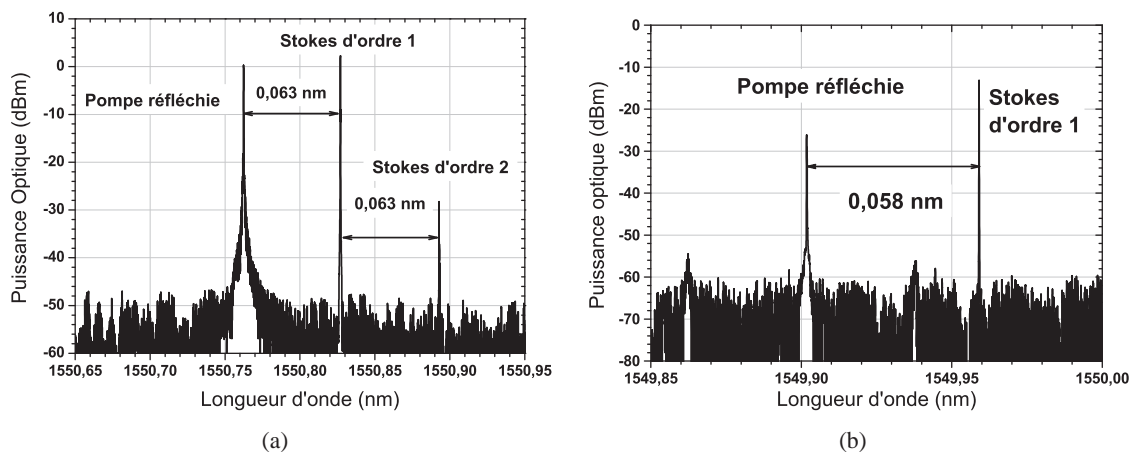 10
0
-10
-20
-30
-40
-50
-60
Puissance Optique (dBm)
Stokes d'ordre 1
0,063 nm
Pompe réfléchie
Stokes d'ordre 2
0,063 nm
1550,65 1550,70 1550,75 1550,80 1550,85 1550,90 1550,95
Longueur d'onde (nm)
(a)
0
-10
-20
-30
-40
-50
-60
-70
-80
Puissance optique (dBm)
Pompe réfléchie
Stokes
d'ordre 1
0,058 nm
1549,85 1549,90 1549,95 1550,00
Longueur d'onde (nm)
(b)